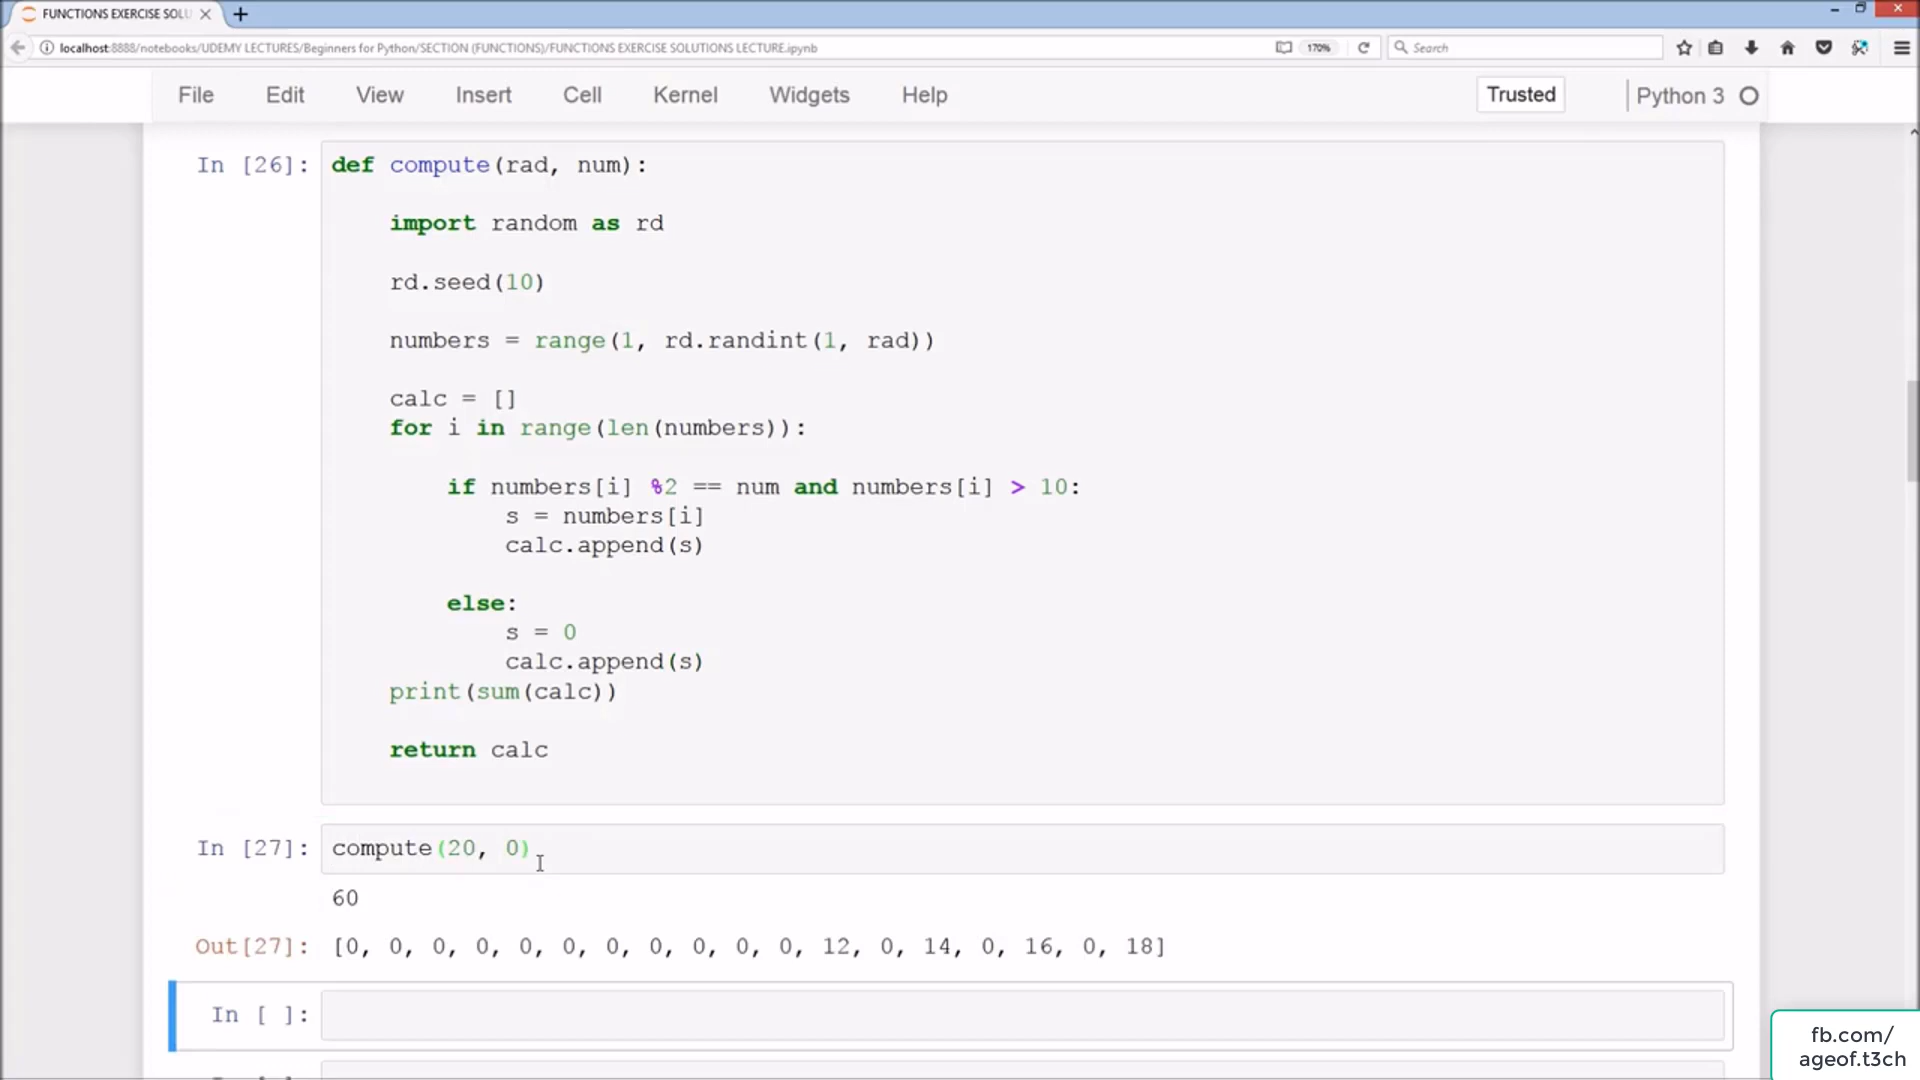 FUNCTIONS EXERCISE SOLU
localhost:8888/notebooks/UDEMY LECTURES/Beginners for Python/SECTION (FUNCTIONS)/FUNCTIONS EXERCISE SOLUTIONS LECTURE.ipynb
170%
Search
File Edit View Insert Cell Kernel Widgets Help
Trusted
Python 3
In [26]:
def compute(rad, num):
import random as rd
rd.seed(10)
numbers = range(1, rd.randint(1, rad))
calc = []
for i in range(len(numbers)):
if numbers[i] %2 == num and numbers[i] > 10:
s = numbers[i]
calc.append(s)
else:
s = 0
calc.append(s)
print(sum(calc))
return calc
In [27]: compute(20, 0)
60
Out[27]: [0, 0, 0, 0, 0, 0, 0, 0, 0, 0, 0, 12, 0, 14, 0, 16, 0, 18]
In [ ]:
fb.com/
ageof.t3ch